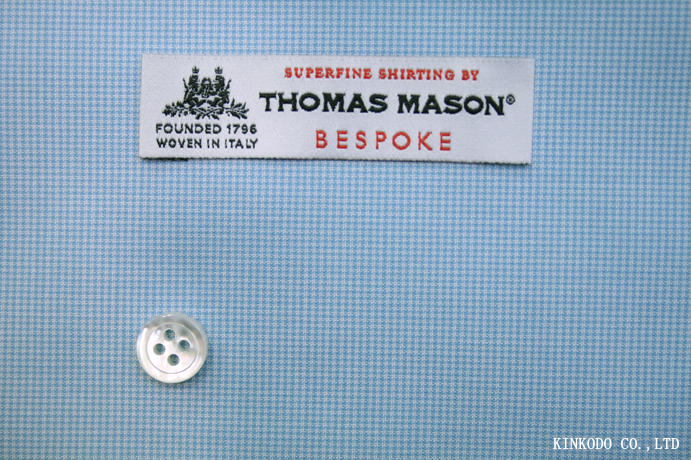 SUPERFINE SHIRTING BY
THOMAS MASON®
BESPOKE
FOUNDED 1796
WOVEN IN ITALY
KINKODO CO.,LTD